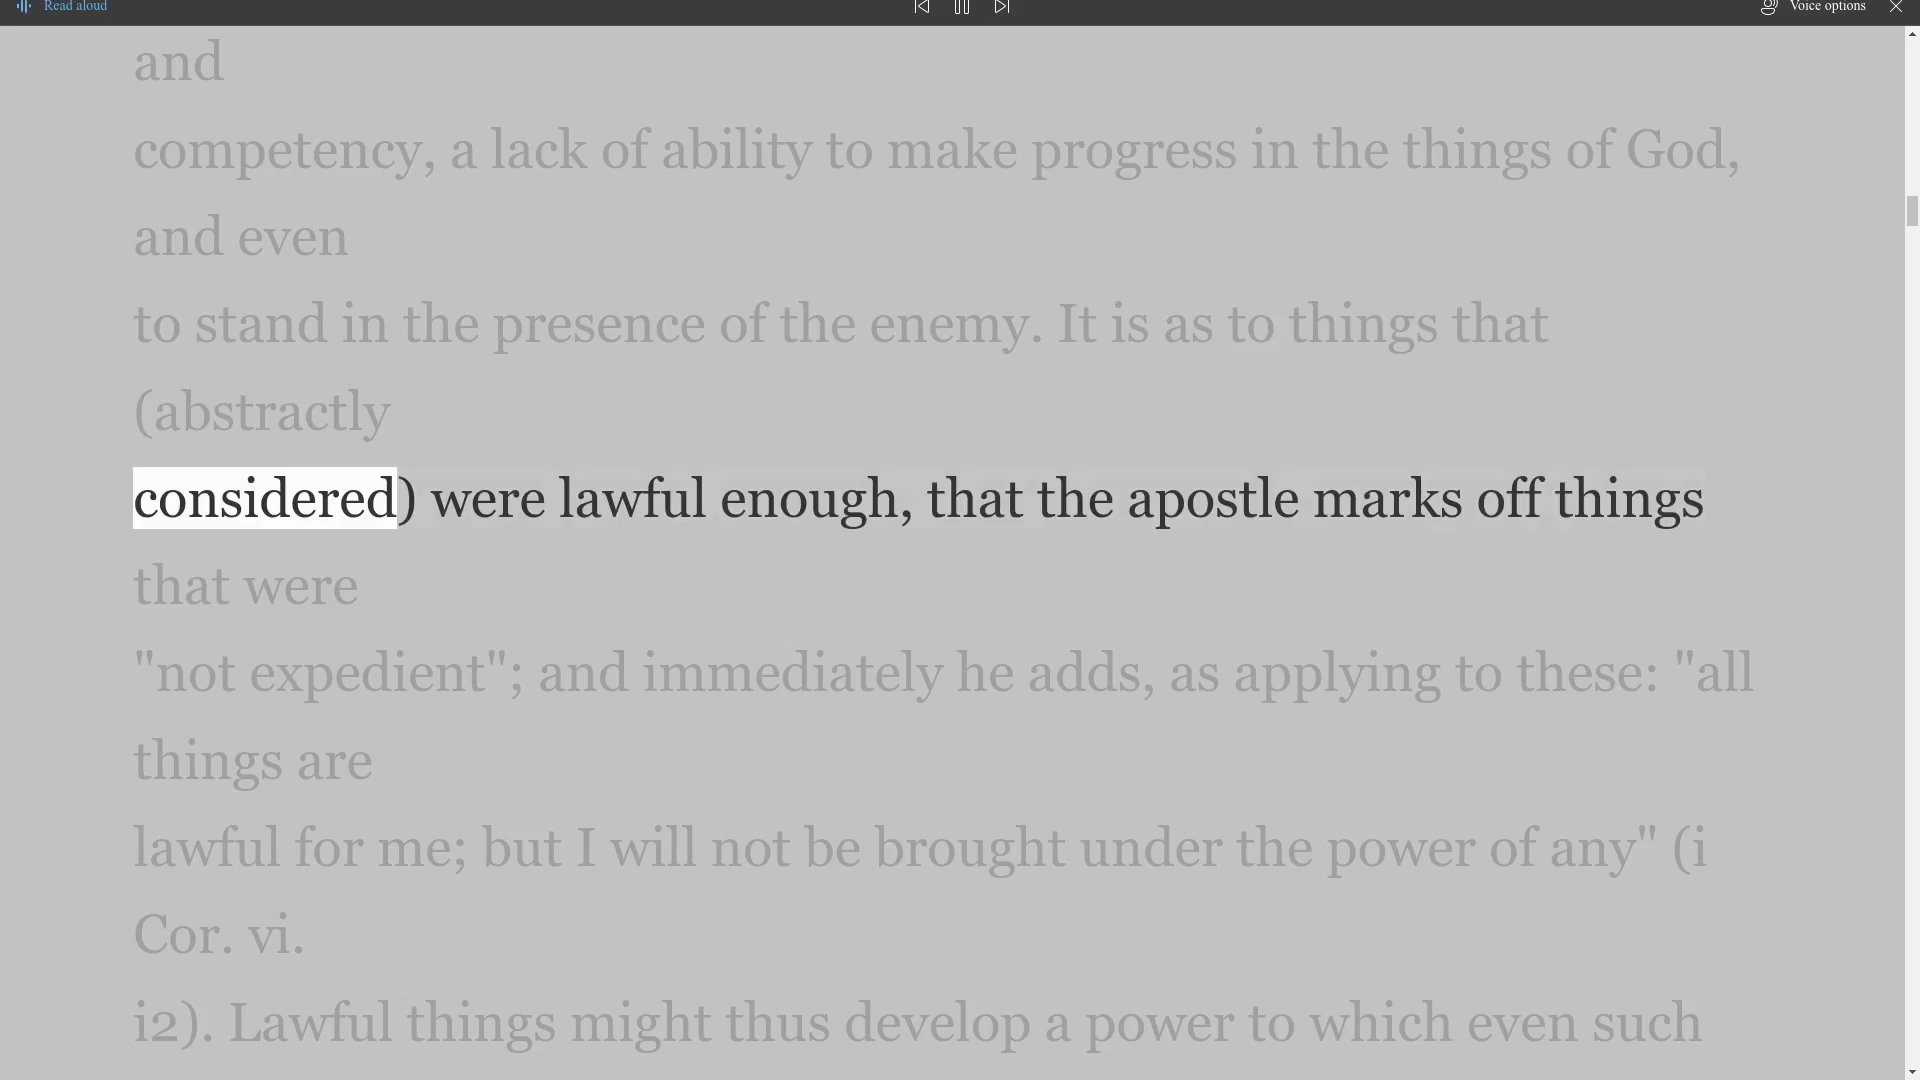 Read aloud
Voice options
and
competency, a lack of ability to make progress in the things of God,
and even
to stand in the presence of the enemy. It is as to things that
(abstractly
considered) were lawful enough, that the apostle marks off things
that were
"not expedient"; and immediately he adds, as applying to these: "all
things are
lawful for me; but I will not be brought under the power of any" (i
Cor. vi.
i2). Lawful things might thus develop a power to which even such